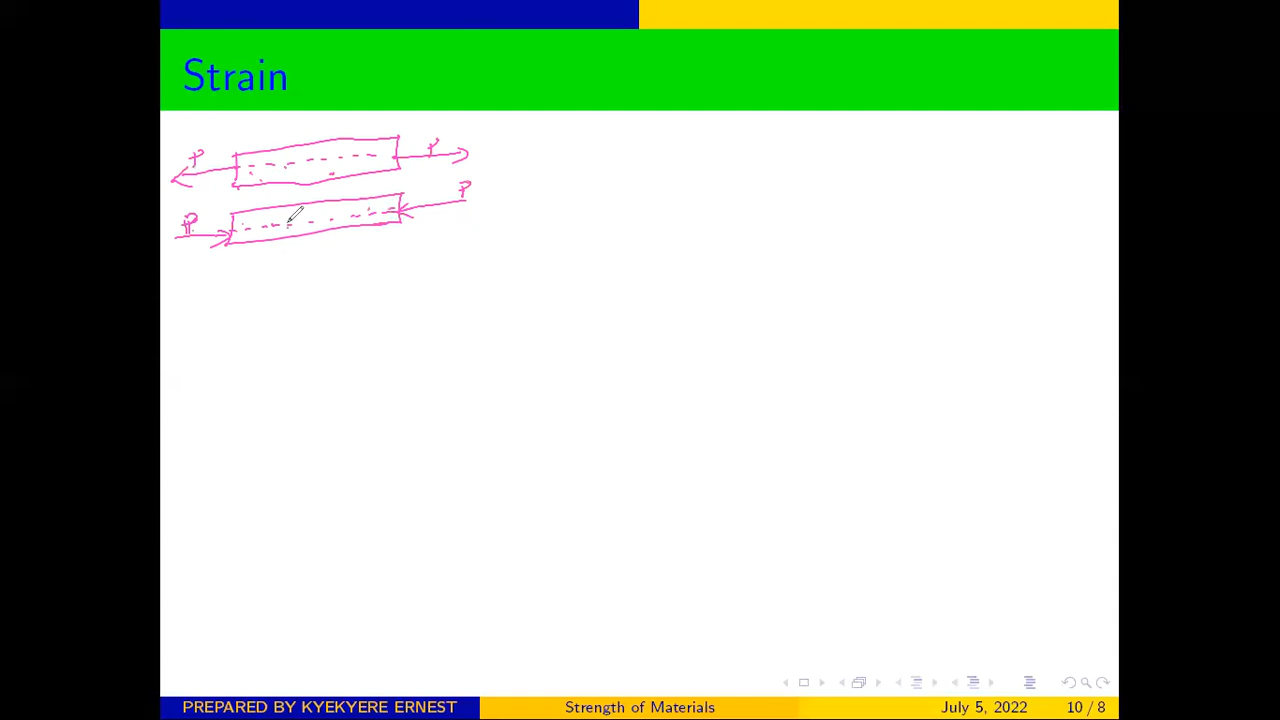 Strain
P P
P P
PREPARED BY KYEKYERE ERNEST Strength of Materials July 5, 2022 10 / 8